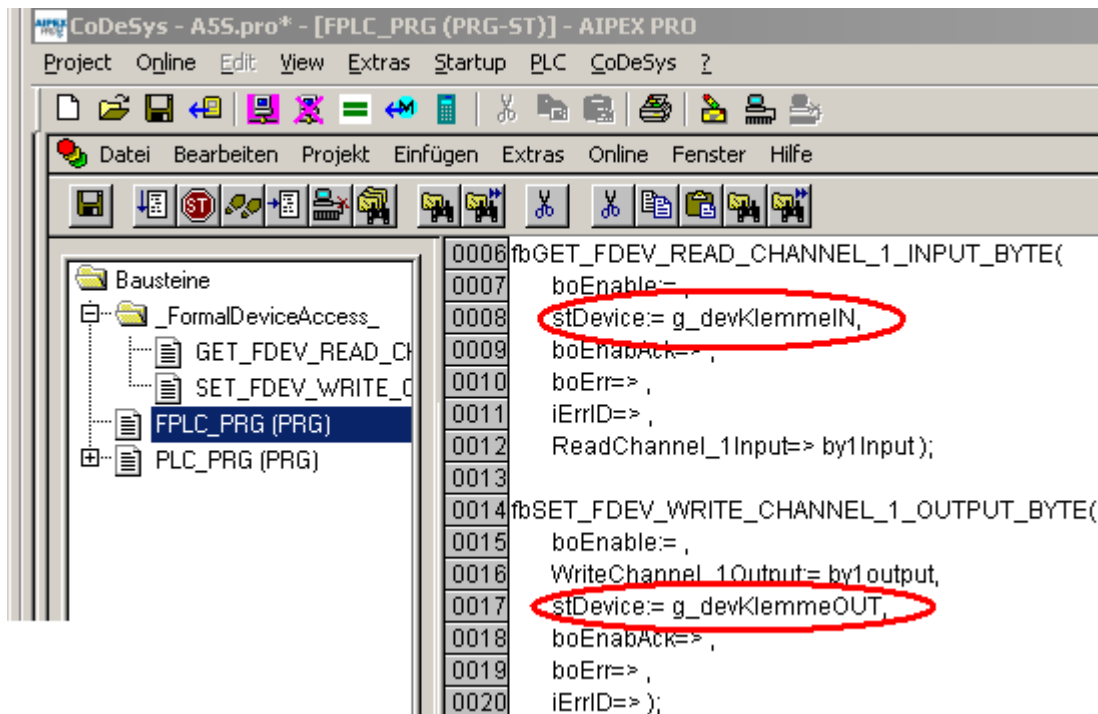 CoDeSys - A5S.pro* - [FPLC_PRG (PRG-ST)] - AIPEX PRO
Project Online Edit View Extras Startup PLC CoDeSys ?
Datei Bearbeiten Projekt Einfügen Extras Online Fenster Hilfe
ST
Bausteine
_FormalDeviceAccess_
GET_FDEV_READ_CH
SET_FDEV_WRITE_O
FPLC_PRG (PRG)
PLC_PRG (PRG)
0006 fbGET_FDEV_READ_CHANNEL_1_INPUT_BYTE(
0007 boEnable:= ,
0008 stDevice:= g_devKlemmeIN,
0009 boEnabAck=> ,
0010 boErr=> ,
0011 iErrID=> ,
0012 ReadChannel_1Input=> by1Input );
0013
0014 fbSET_FDEV_WRITE_CHANNEL_1_OUTPUT_BYTE(
0015 boEnable:= ,
0016 WriteChannel_1Output:= by1output,
0017 stDevice:= g_devKlemmeOUT,
0018 boEnabAck=> ,
0019 boErr=> ,
0020 iErrID=> );